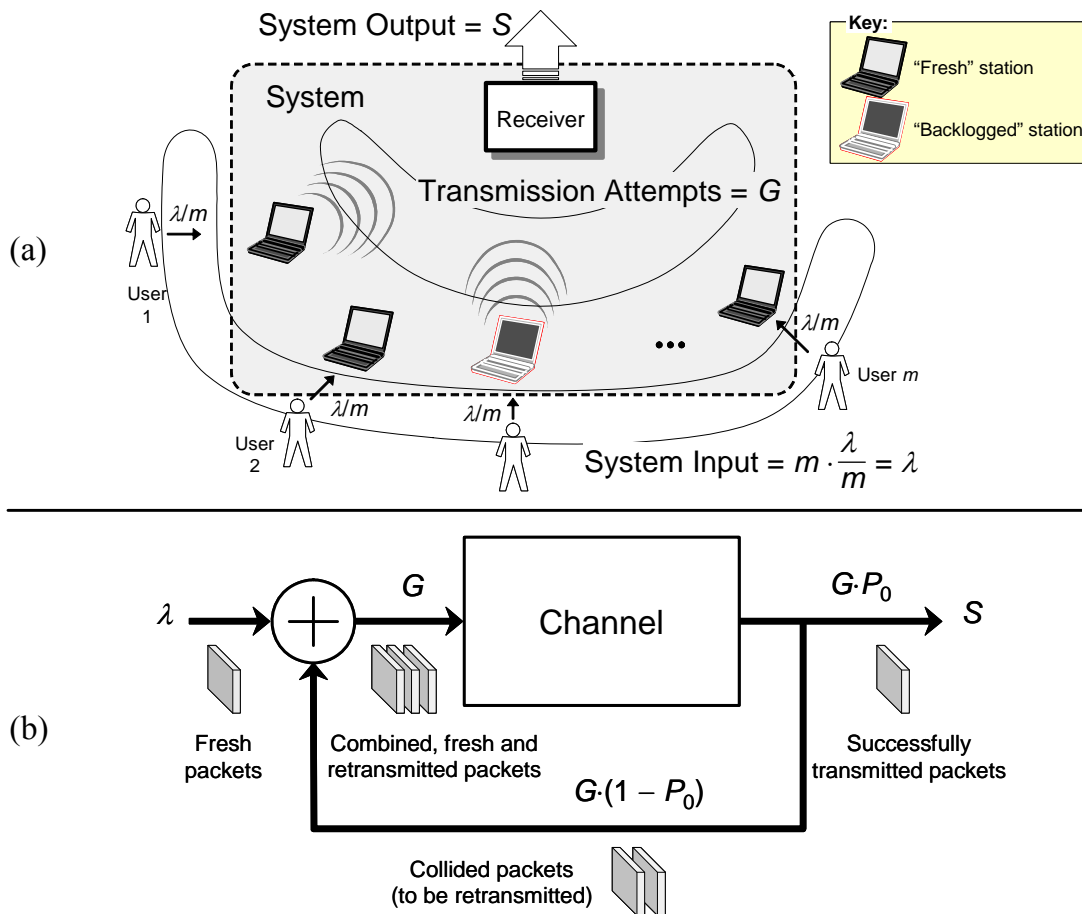 System Output = S
Key:
"Fresh" station
"Backlogged" station
System
Receiver
Transmission Attempts = G
(a)
λ/m
User
1
λ/m
λ/m
User
2
λ/m
User m
System Input = m · λ/m = λ
(b)
λ
G
Channel
G·P₀
S
Fresh
packets
Combined, fresh and
retransmitted packets
Successfully
transmitted packets
G·(1 − P₀)
Collided packets
(to be retransmitted)